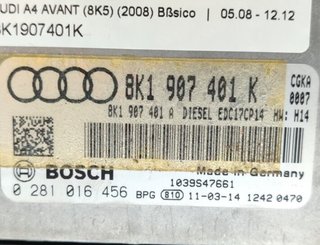 UDI A4 AVANT (8K5) (2008) Bßsico | 05.08 - 12.12
8K1907401K
8K1 907 401 K
CGKA
0007
8K1 907 401 A DIESEL EDC17CP14 HW: H14
BOSCH
Made in Germany
1039S47661
0 281 016 456 BPG 810 11-03-14 1242 0470